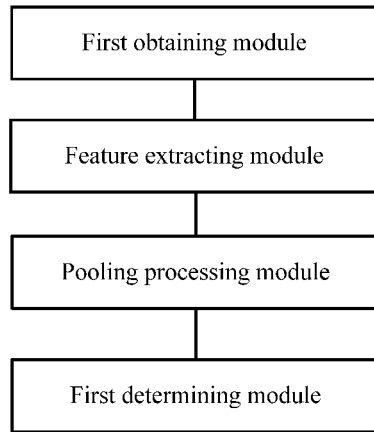 First obtaining module
Feature extracting module
Pooling processing module
First determining module